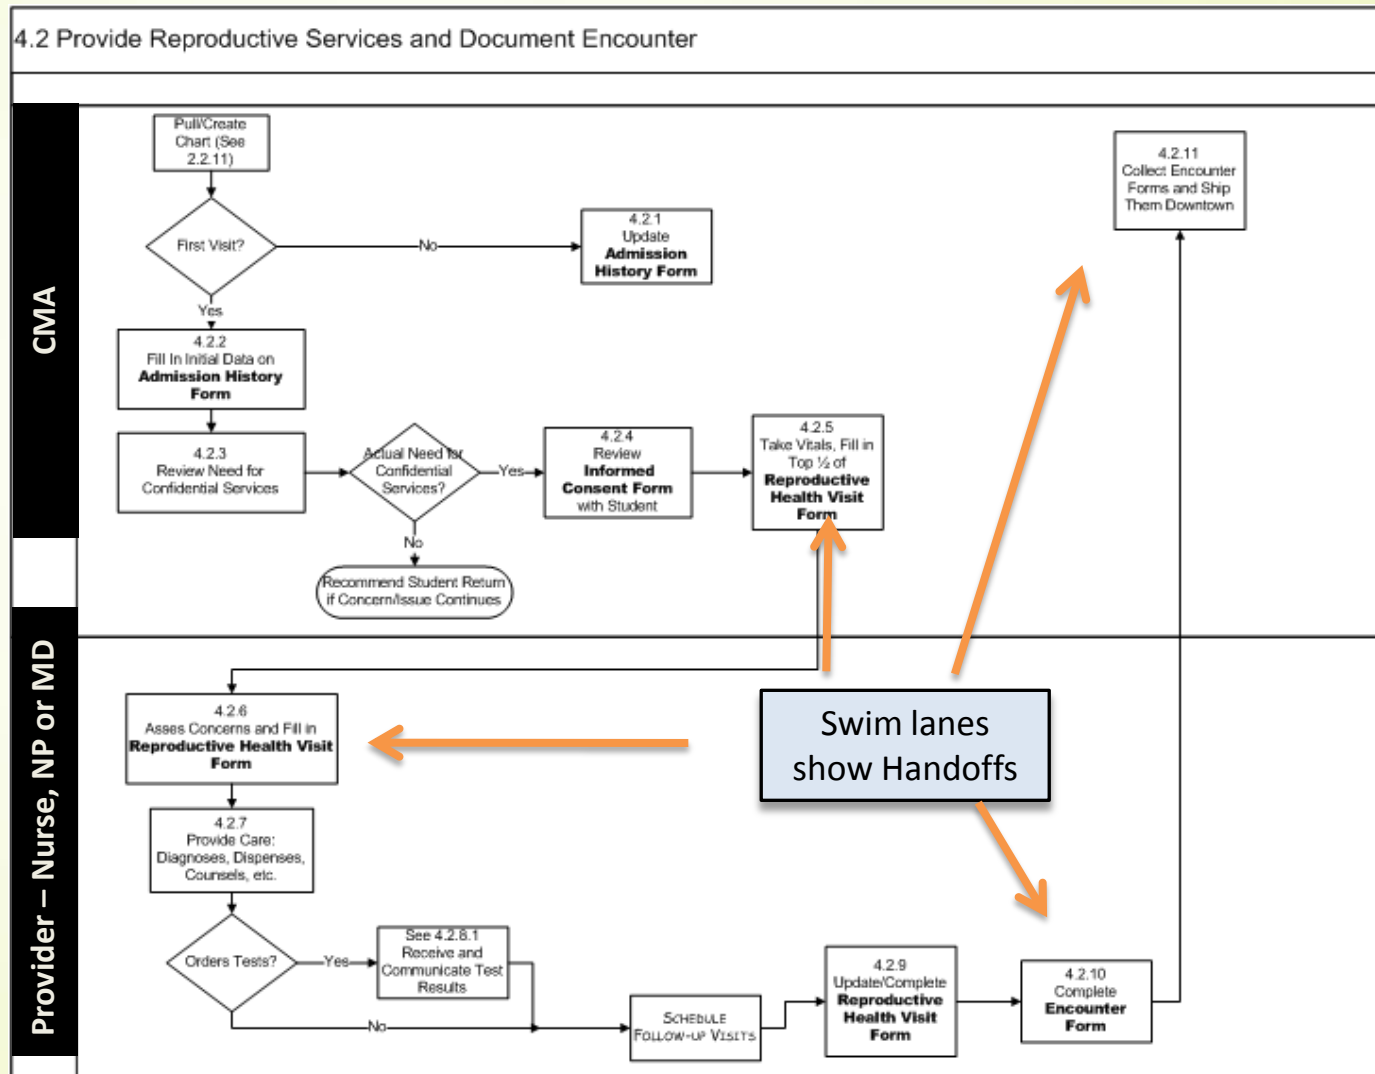 4.2 Provide Reproductive Services and Document Encounter
CMA
Pull/Create
Chart (See
2.2.11)
First Visit?
No
4.2.1
Update
Admission
History Form
4.2.11
Collect Encounter
Forms and Ship
Them Downtown
Yes
4.2.2
Fill In Initial Data on
Admission History
Form
4.2.3
Review Need for
Confidential Services
Actual Need for
Confidential
Services?
Yes
4.2.4
Review
Informed
Consent Form
with Student
4.2.5
Take Vitals, Fill in
Top ½ of
Reproductive
Health Visit
Form
No
Recommend Student Return
if Concern/Issue Continues
Provider – Nurse, NP or MD
4.2.6
Asses Concerns and Fill in
Reproductive Health Visit
Form
Swim lanes
show Handoffs
4.2.7
Provide Care:
Diagnoses, Dispenses,
Counsels, etc.
Orders Tests?
Yes
See 4.2.8.1
Receive and
Communicate Test
Results
No
SCHEDULE
FOLLOW-UP VISITS
4.2.9
Update/Complete
Reproductive
Health Visit
Form
4.2.10
Complete
Encounter
Form